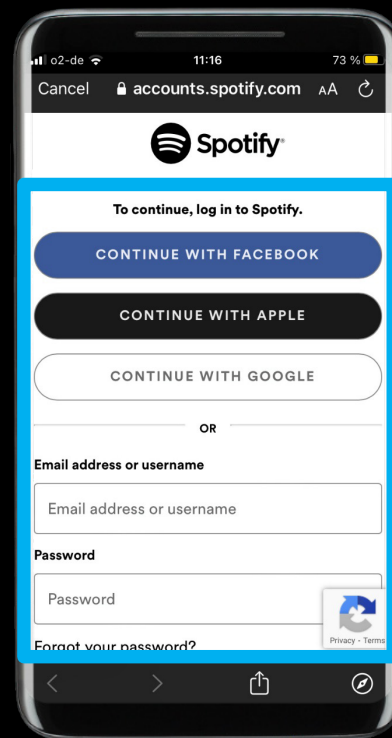 o2-de 11:16 73 %
Cancel accounts.spotify.com AA
Spotify®
To continue, log in to Spotify.
CONTINUE WITH FACEBOOK
CONTINUE WITH APPLE
CONTINUE WITH GOOGLE
OR
Email address or username
Email address or username
Password
Password
Privacy - Terms
Forgot your password?